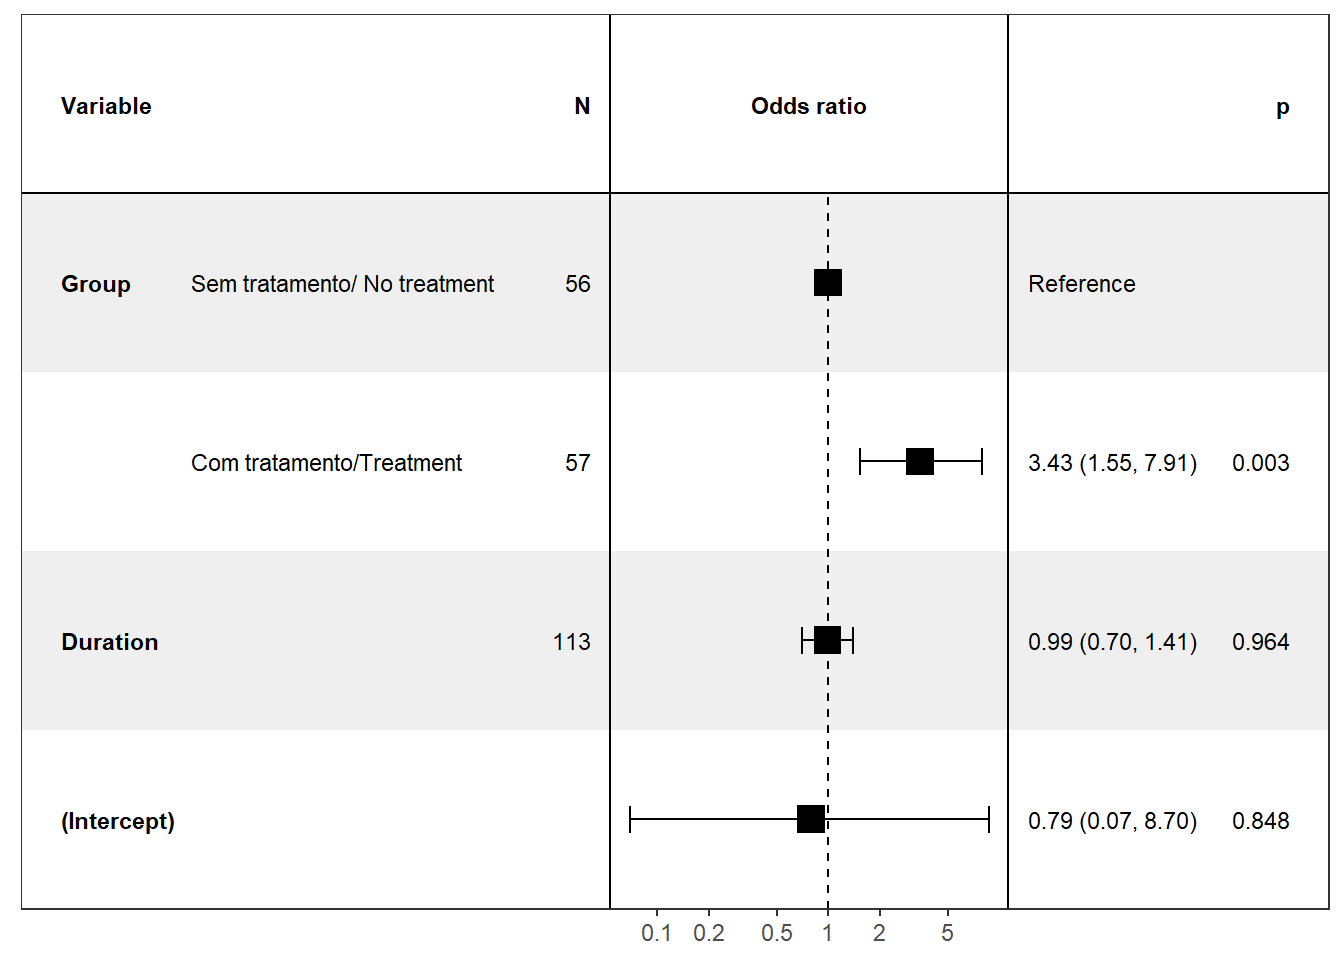 Variable N Odds ratio p
Group Sem tratamento/ No treatment 56 Reference
Com tratamento/Treatment 57 3.43 (1.55, 7.91) 0.003
Duration 113 0.99 (0.70, 1.41) 0.964
(Intercept) 0.79 (0.07, 8.70) 0.848
0.1 0.2 0.5 1 2 5